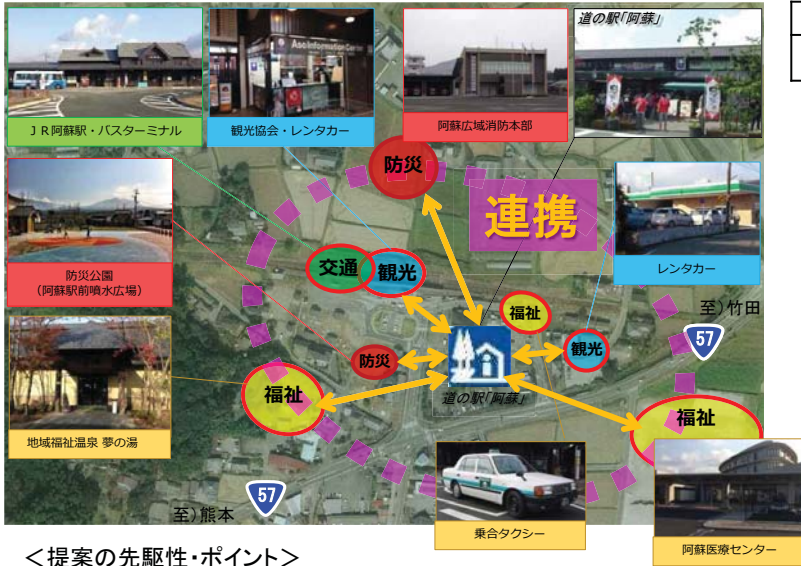 道の駅「阿蘇」
Aso Information Center
JR阿蘇駅・バスターミナル
観光協会・レンタカー
阿蘇広域消防本部
防災
連携
交通
観光
レンタカー
防災公園
(阿蘇駅前噴水広場)
福祉
至)竹田
57
防災
観光
道の駅「阿蘇」
福祉
福祉
地域福祉温泉 夢の湯
57
至)熊本
乗合タクシー
阿蘇医療センター
<提案の先駆性・ポイント>